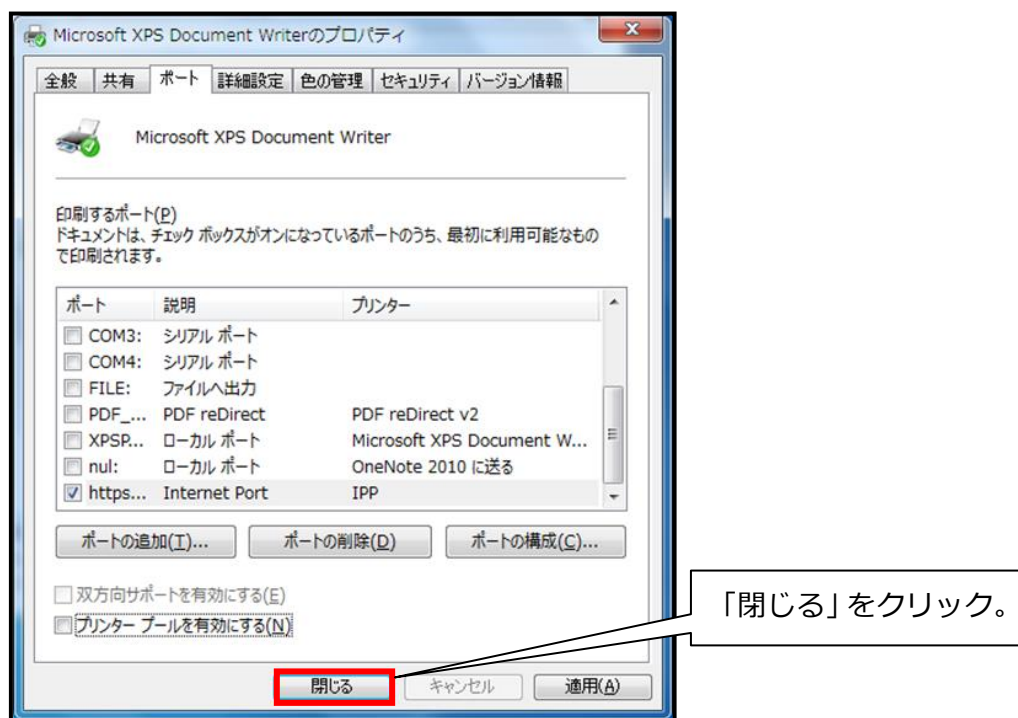 Microsoft XPS Document Writerのプロパティ
全般 共有 ポート 詳細設定 色の管理 セキュリティ バージョン情報
Microsoft XPS Document Writer
印刷するポート(P)
ドキュメントは、チェック ボックスがオンになっているポートのうち、最初に利用可能なもの
で印刷されます。
ポート 説明 プリンター
COM3: シリアル ポート
COM4: シリアル ポート
FILE: ファイルへ出力
PDF_... PDF reDirect PDF reDirect v2
XPSP... ローカル ポート Microsoft XPS Document W...
nul: ローカル ポート OneNote 2010 に送る
https... Internet Port IPP
ポートの追加(T)... ポートの削除(D) ポートの構成(C)...
双方向サポートを有効にする(E)
プリンター プールを有効にする(N)
「閉じる」をクリック。
閉じる キャンセル 適用(A)